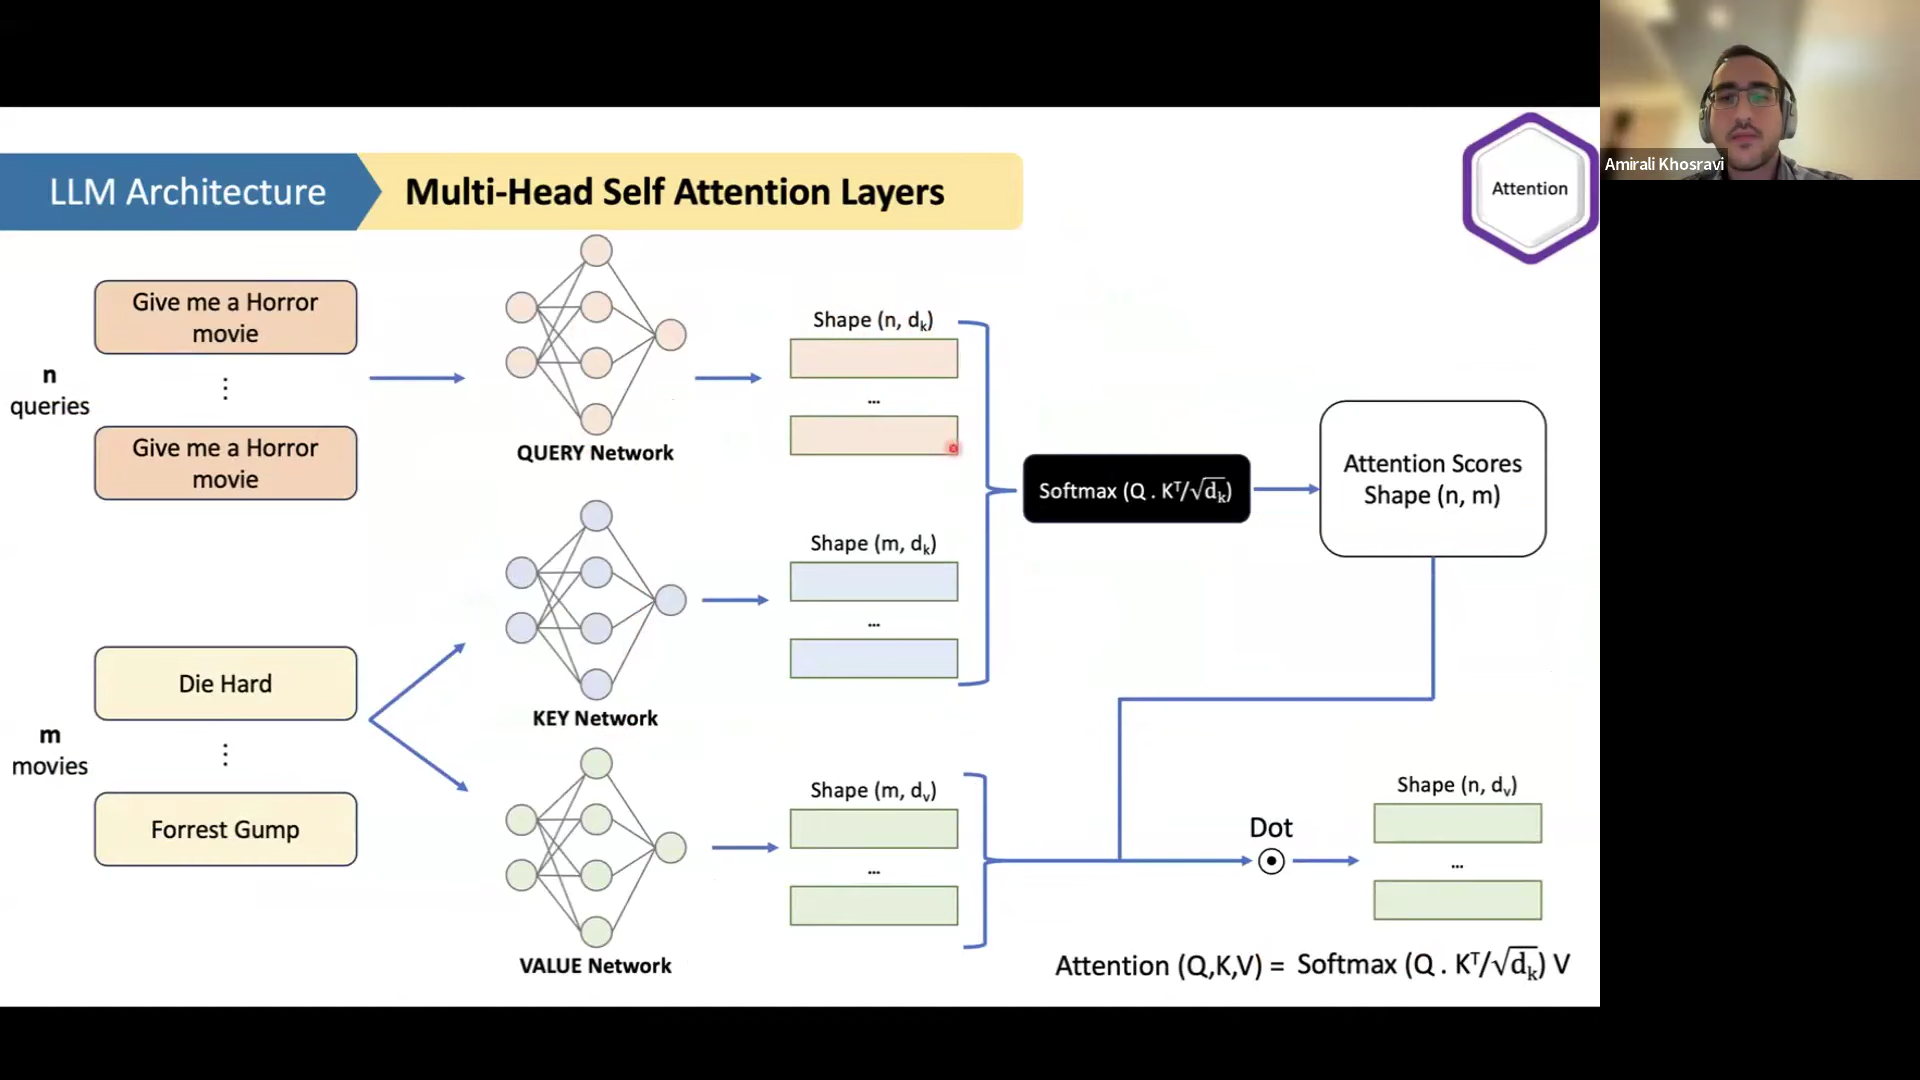 Amirali Khosravi
Attention
LLM Architecture
Multi-Head Self Attention Layers
n
queries
Give me a Horror
movie
⋮
Give me a Horror
movie
QUERY Network
Shape (n, dₖ)
...
KEY Network
Shape (m, dₖ)
...
Softmax (Q . Kᵀ/√dₖ)
Attention Scores
Shape (n, m)
m
movies
Die Hard
⋮
Forrest Gump
VALUE Network
Shape (m, dᵥ)
...
Dot
Shape (n, dᵥ)
...
Attention (Q,K,V) = Softmax (Q . Kᵀ/√dₖ) V